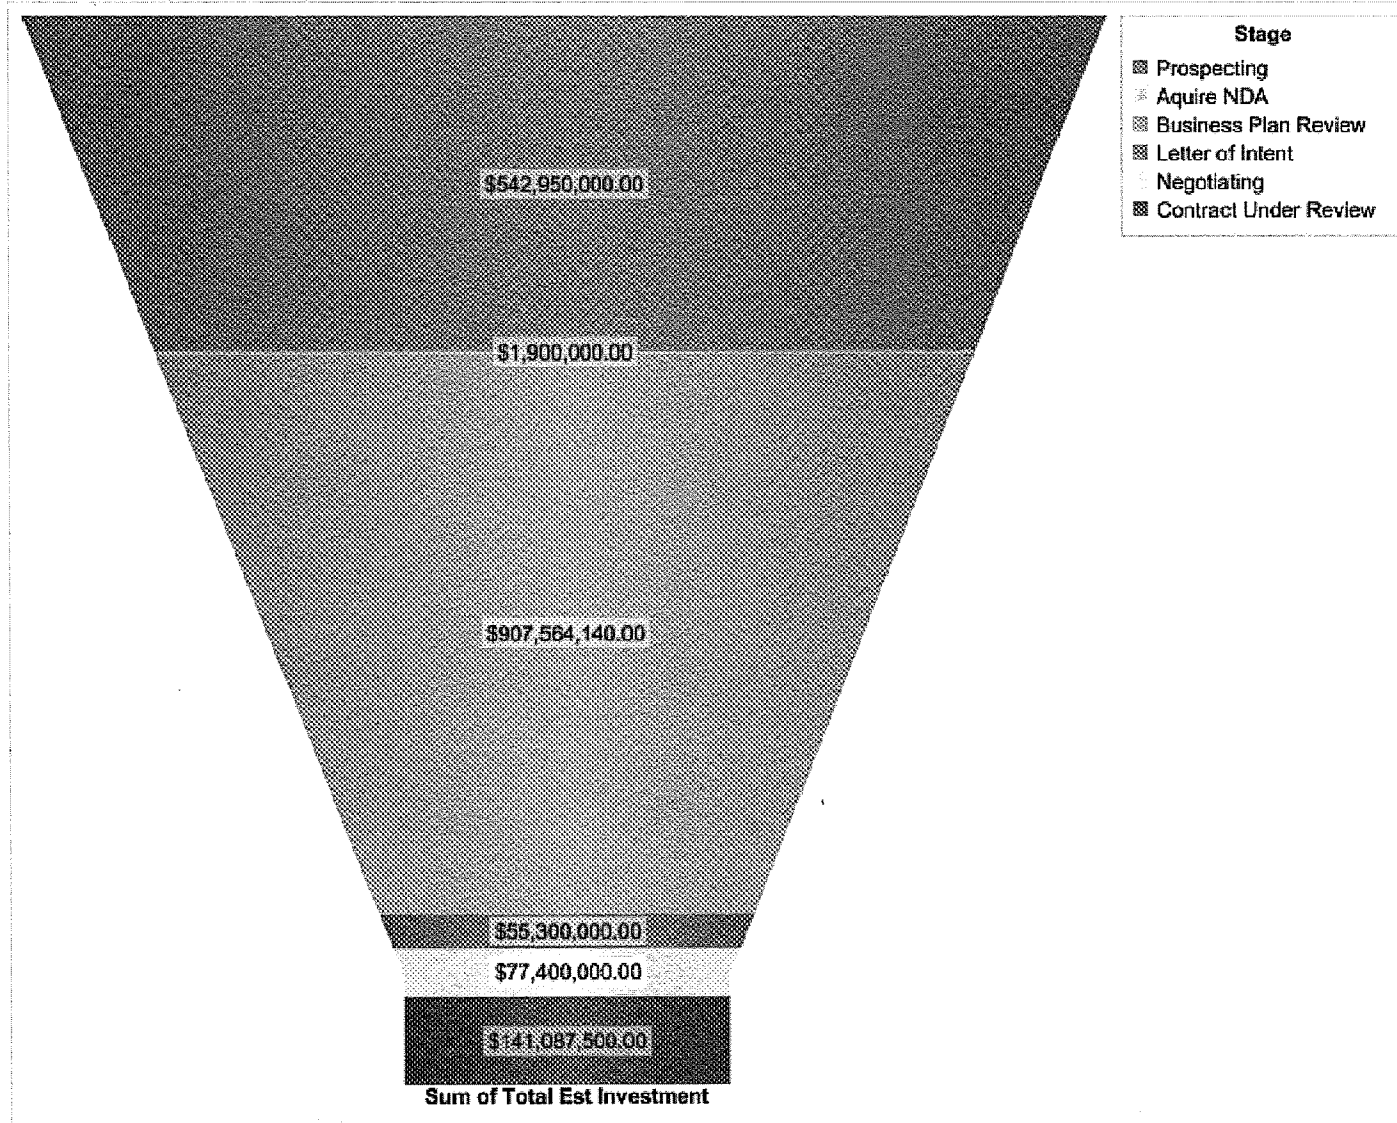 Stage
Prospecting
Aquire NDA
Business Plan Review
Letter of Intent
Negotiating
Contract Under Review
$542,950,000.00
$1,900,000.00
$907,564,140.00
$55,300,000.00
$77,400,000.00
$141,087,500.00
Sum of Total Est Investment